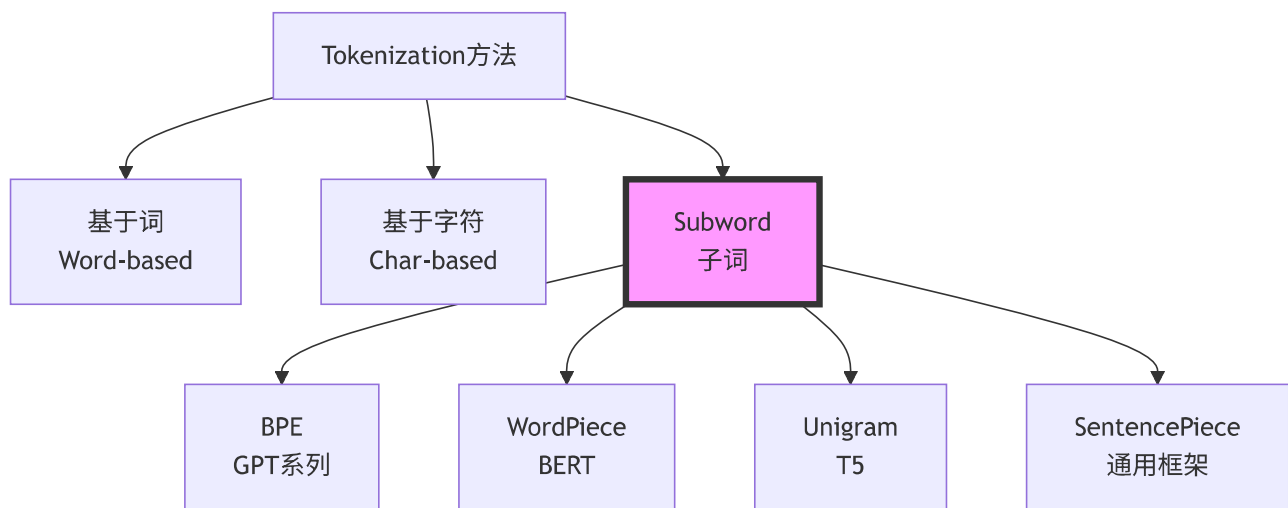 Tokenization方法
基于词
Word-based
基于字符
Char-based
Subword
子词
BPE
GPT系列
WordPiece
BERT
Unigram
T5
SentencePiece
通用框架